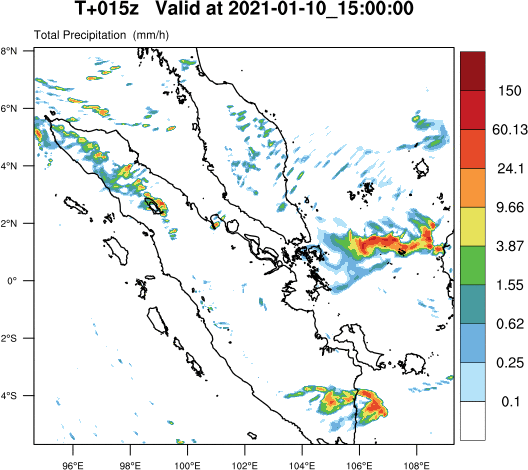 T+015z Valid at 2021-01-10_15:00:00
Total Precipitation (mm/h)
8°N
6°N
4°N
2°N
0°
2°S
4°S
96°E 98°E 100°E 102°E 104°E 106°E 108°E
150
60.13
24.1
9.66
3.87
1.55
0.62
0.25
0.1